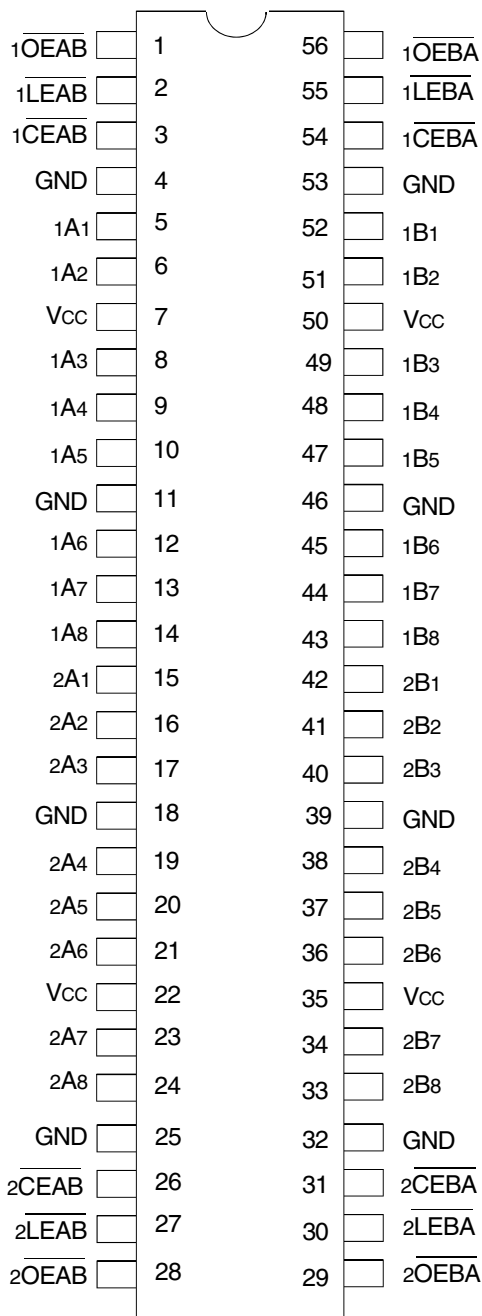 1OEAB 1 56 1OEBA
1LEAB 2 55 1LEBA
1CEAB 3 54 1CEBA
GND 4 53 GND
1A1 5 52 1B1
1A2 6 51 1B2
VCC 7 50 VCC
1A3 8 49 1B3
1A4 9 48 1B4
1A5 10 47 1B5
GND 11 46 GND
1A6 12 45 1B6
1A7 13 44 1B7
1A8 14 43 1B8
2A1 15 42 2B1
2A2 16 41 2B2
2A3 17 40 2B3
GND 18 39 GND
2A4 19 38 2B4
2A5 20 37 2B5
2A6 21 36 2B6
VCC 22 35 VCC
2A7 23 34 2B7
2A8 24 33 2B8
GND 25 32 GND
2CEAB 26 31 2CEBA
2LEAB 27 30 2LEBA
2OEAB 28 29 2OEBA